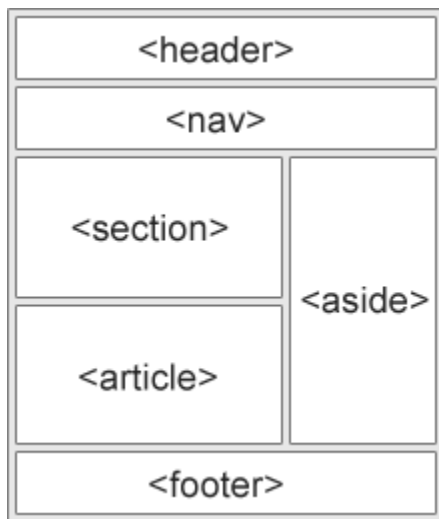 <header>
<nav>
<section>
<aside>
<article>
<footer>